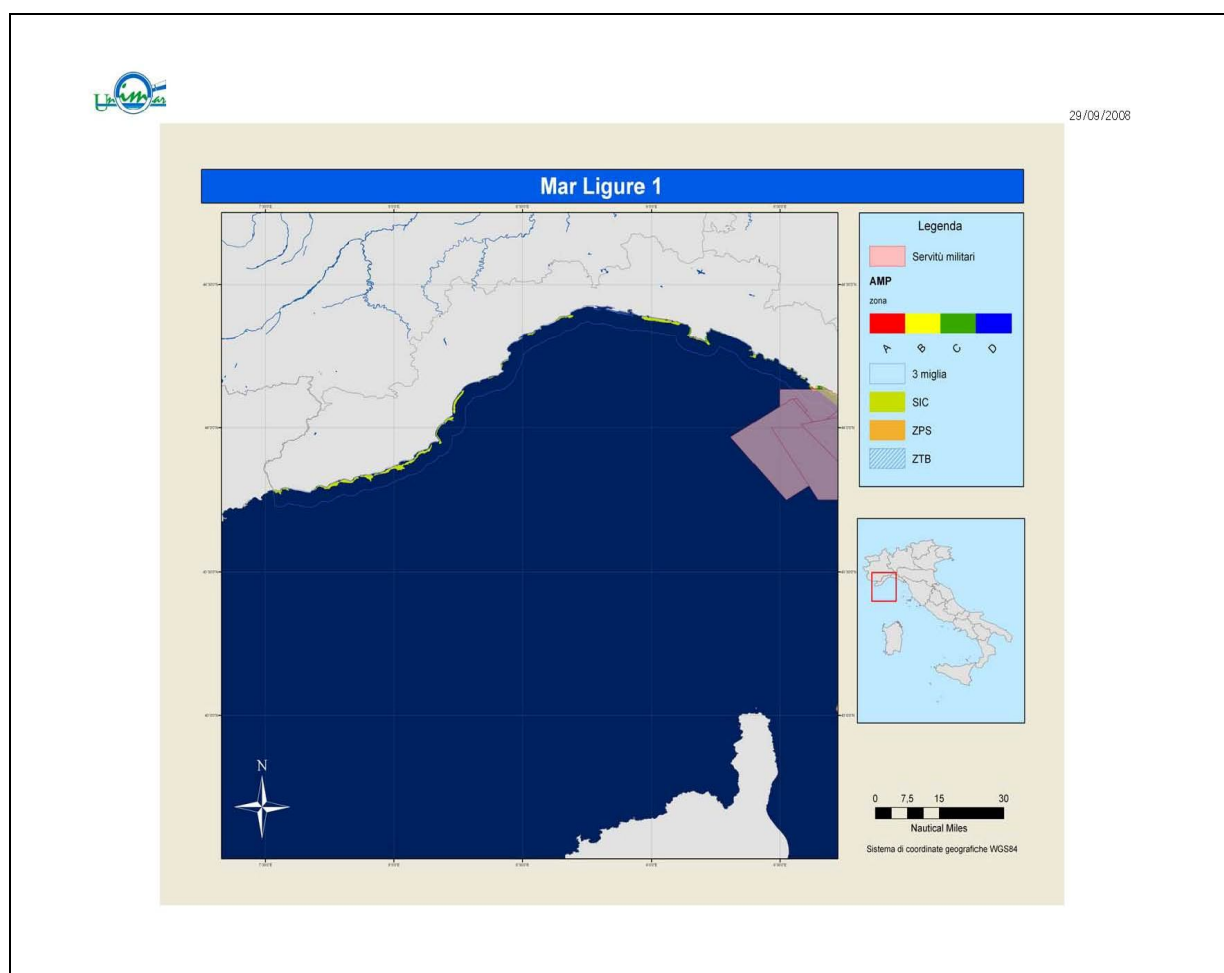 Unimar
29/09/2008
Mar Ligure 1
Legenda
Servitù militari
AMP
zona
A B C D
3 miglia
SIC
ZPS
ZTB
N
0 7,5 15 30
Nautical Miles
Sistema di coordinate geografiche WGS84